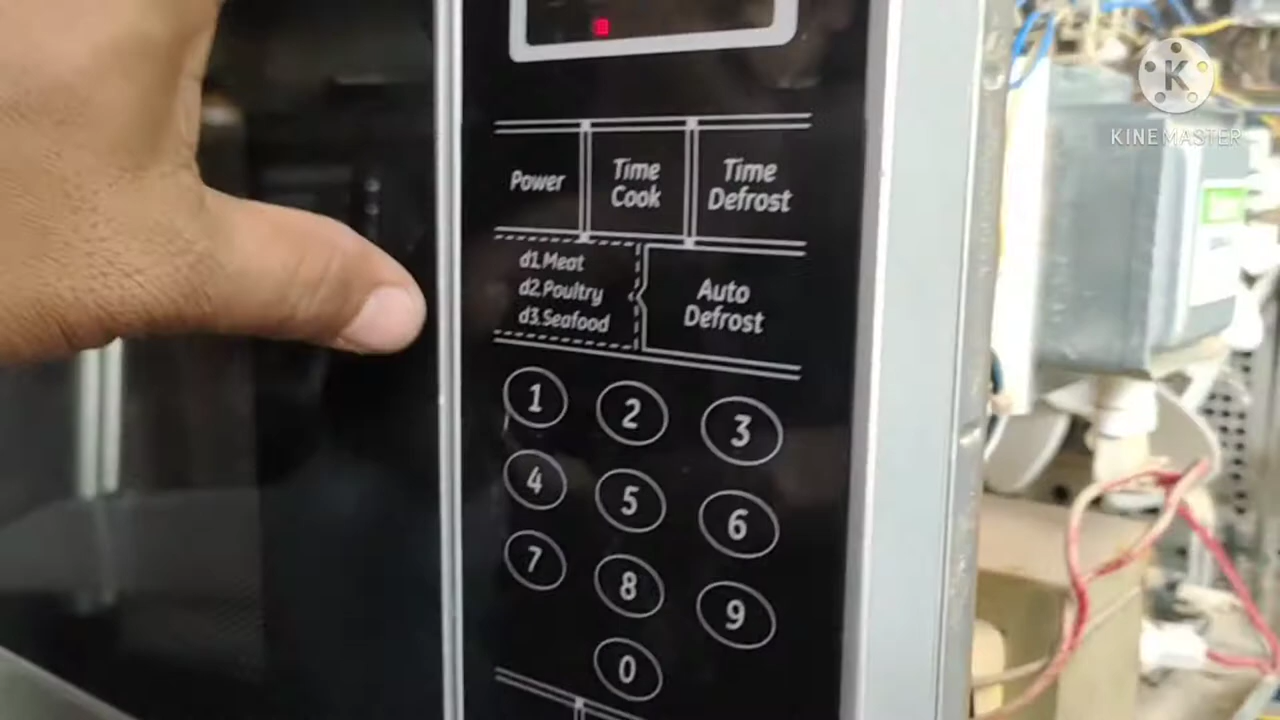 K
KINEMASTER
Power
Time
Cook
Time
Defrost
d1.Meat
d2.Poultry
d3.Seafood
Auto
Defrost
1
2
3
4
5
6
7
8
9
0